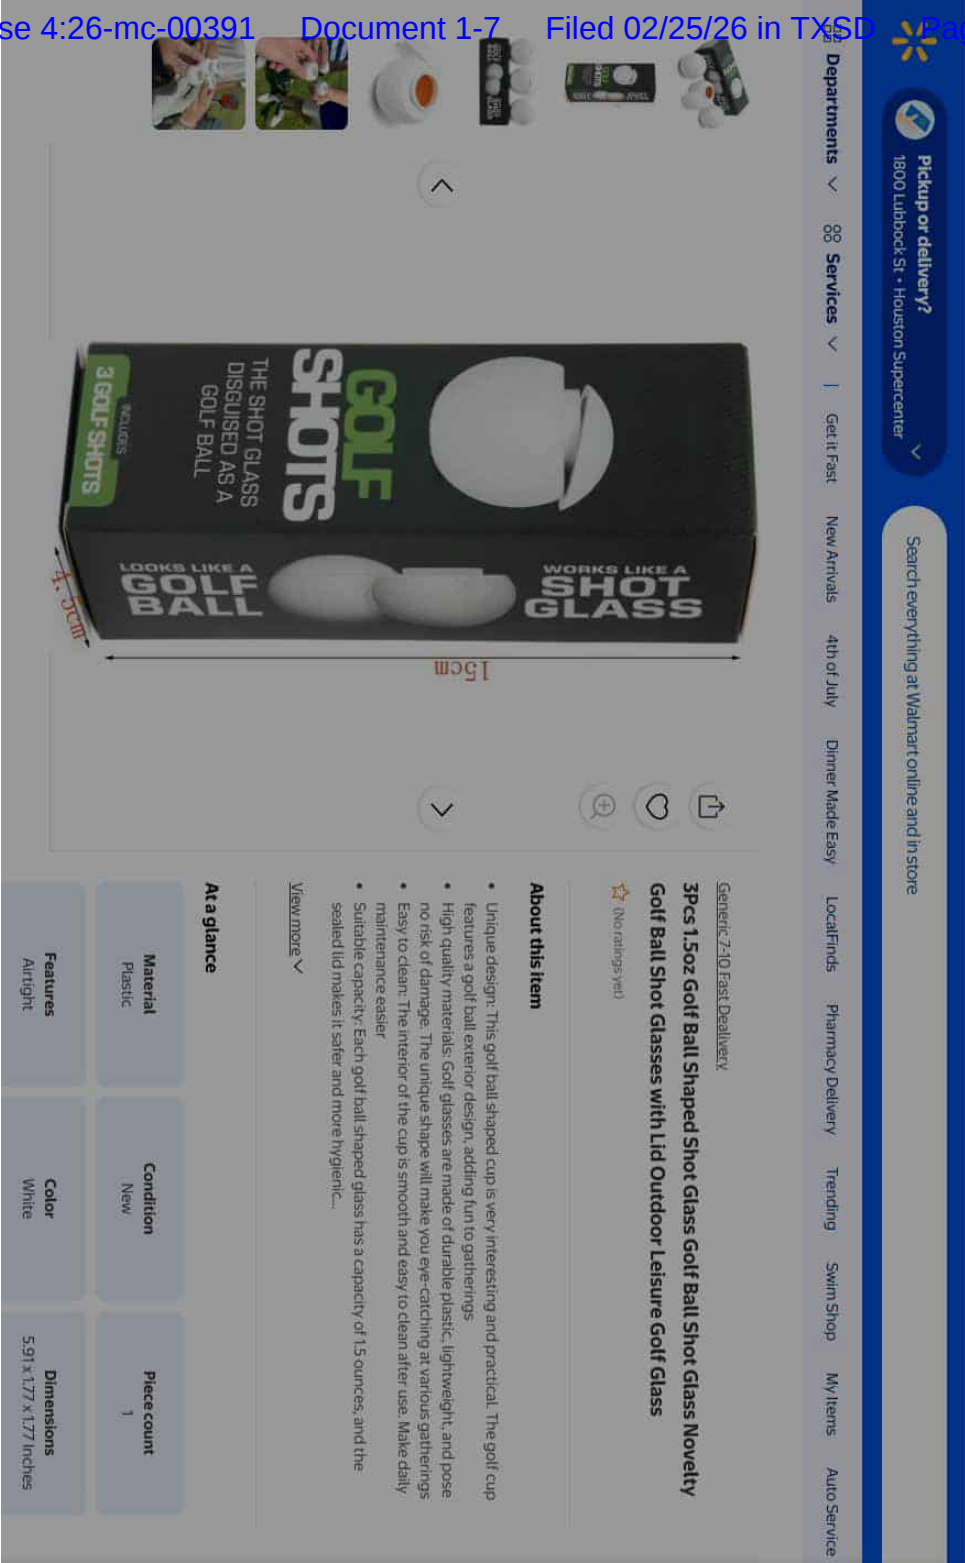 se 4:26-mc-00391 Document 1-7 Filed 02/25/26 in TXSD Pag
Pickup or delivery?
1800 Lubbock St • Houston Supercenter
Search everything at Walmart online and in store
Departments
Services
Get it Fast
New Arrivals
4th of July
Dinner Made Easy
LocalFinds
Pharmacy Delivery
Trending
Swim Shop
My Items
Auto Service
GOLF
SHOTS
THE SHOT GLASS
DISGUISED AS A
GOLF BALL
INCLUDES
3 GOLF SHOTS
WORKS LIKE A
SHOT
GLASS
LOOKS LIKE A
GOLF
BALL
15cm
4.5cm
Generic 7-10 Fast Dealivery
3Pcs 1.5oz Golf Ball Shaped Shot Glass Golf Ball Shot Glass Novelty
Golf Ball Shot Glasses with Lid Outdoor Leisure Golf Glass
(No ratings yet)
About this item
• Unique design: This golf ball shaped cup is very interesting and practical. The golf cup
features a golf ball exterior design, adding fun to gatherings
• High quality materials: Golf glasses are made of durable plastic, lightweight, and pose
no risk of damage. The unique shape will make you eye-catching at various gatherings
• Easy to clean: The interior of the cup is smooth and easy to clean after use. Make daily
maintenance easier
• Suitable capacity: Each golf ball shaped glass has a capacity of 1.5 ounces, and the
sealed lid makes it safer and more hygienic...
View more
At a glance
Material
Plastic
Condition
New
Piece count
1
Features
Airtight
Color
White
Dimensions
5.91 x 1.77 x 1.77 Inches